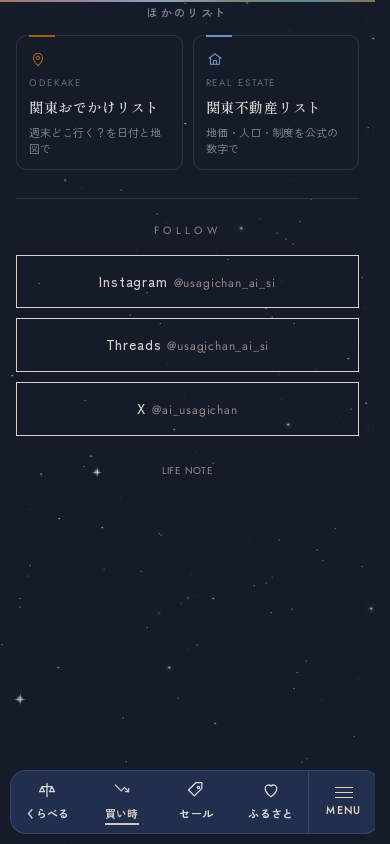 ほかのリスト
ODEKAKE
関東おでかけリスト
週末どこ行く？を日付と地
図で
REAL ESTATE
関東不動産リスト
地価・人口・制度を公式の
数字で
FOLLOW
Instagram @usagichan_ai_si
Threads @usagichan_ai_si
X @ai_usagichan
LIFE NOTE
くらべる
買い時
セール
ふるさと
MENU